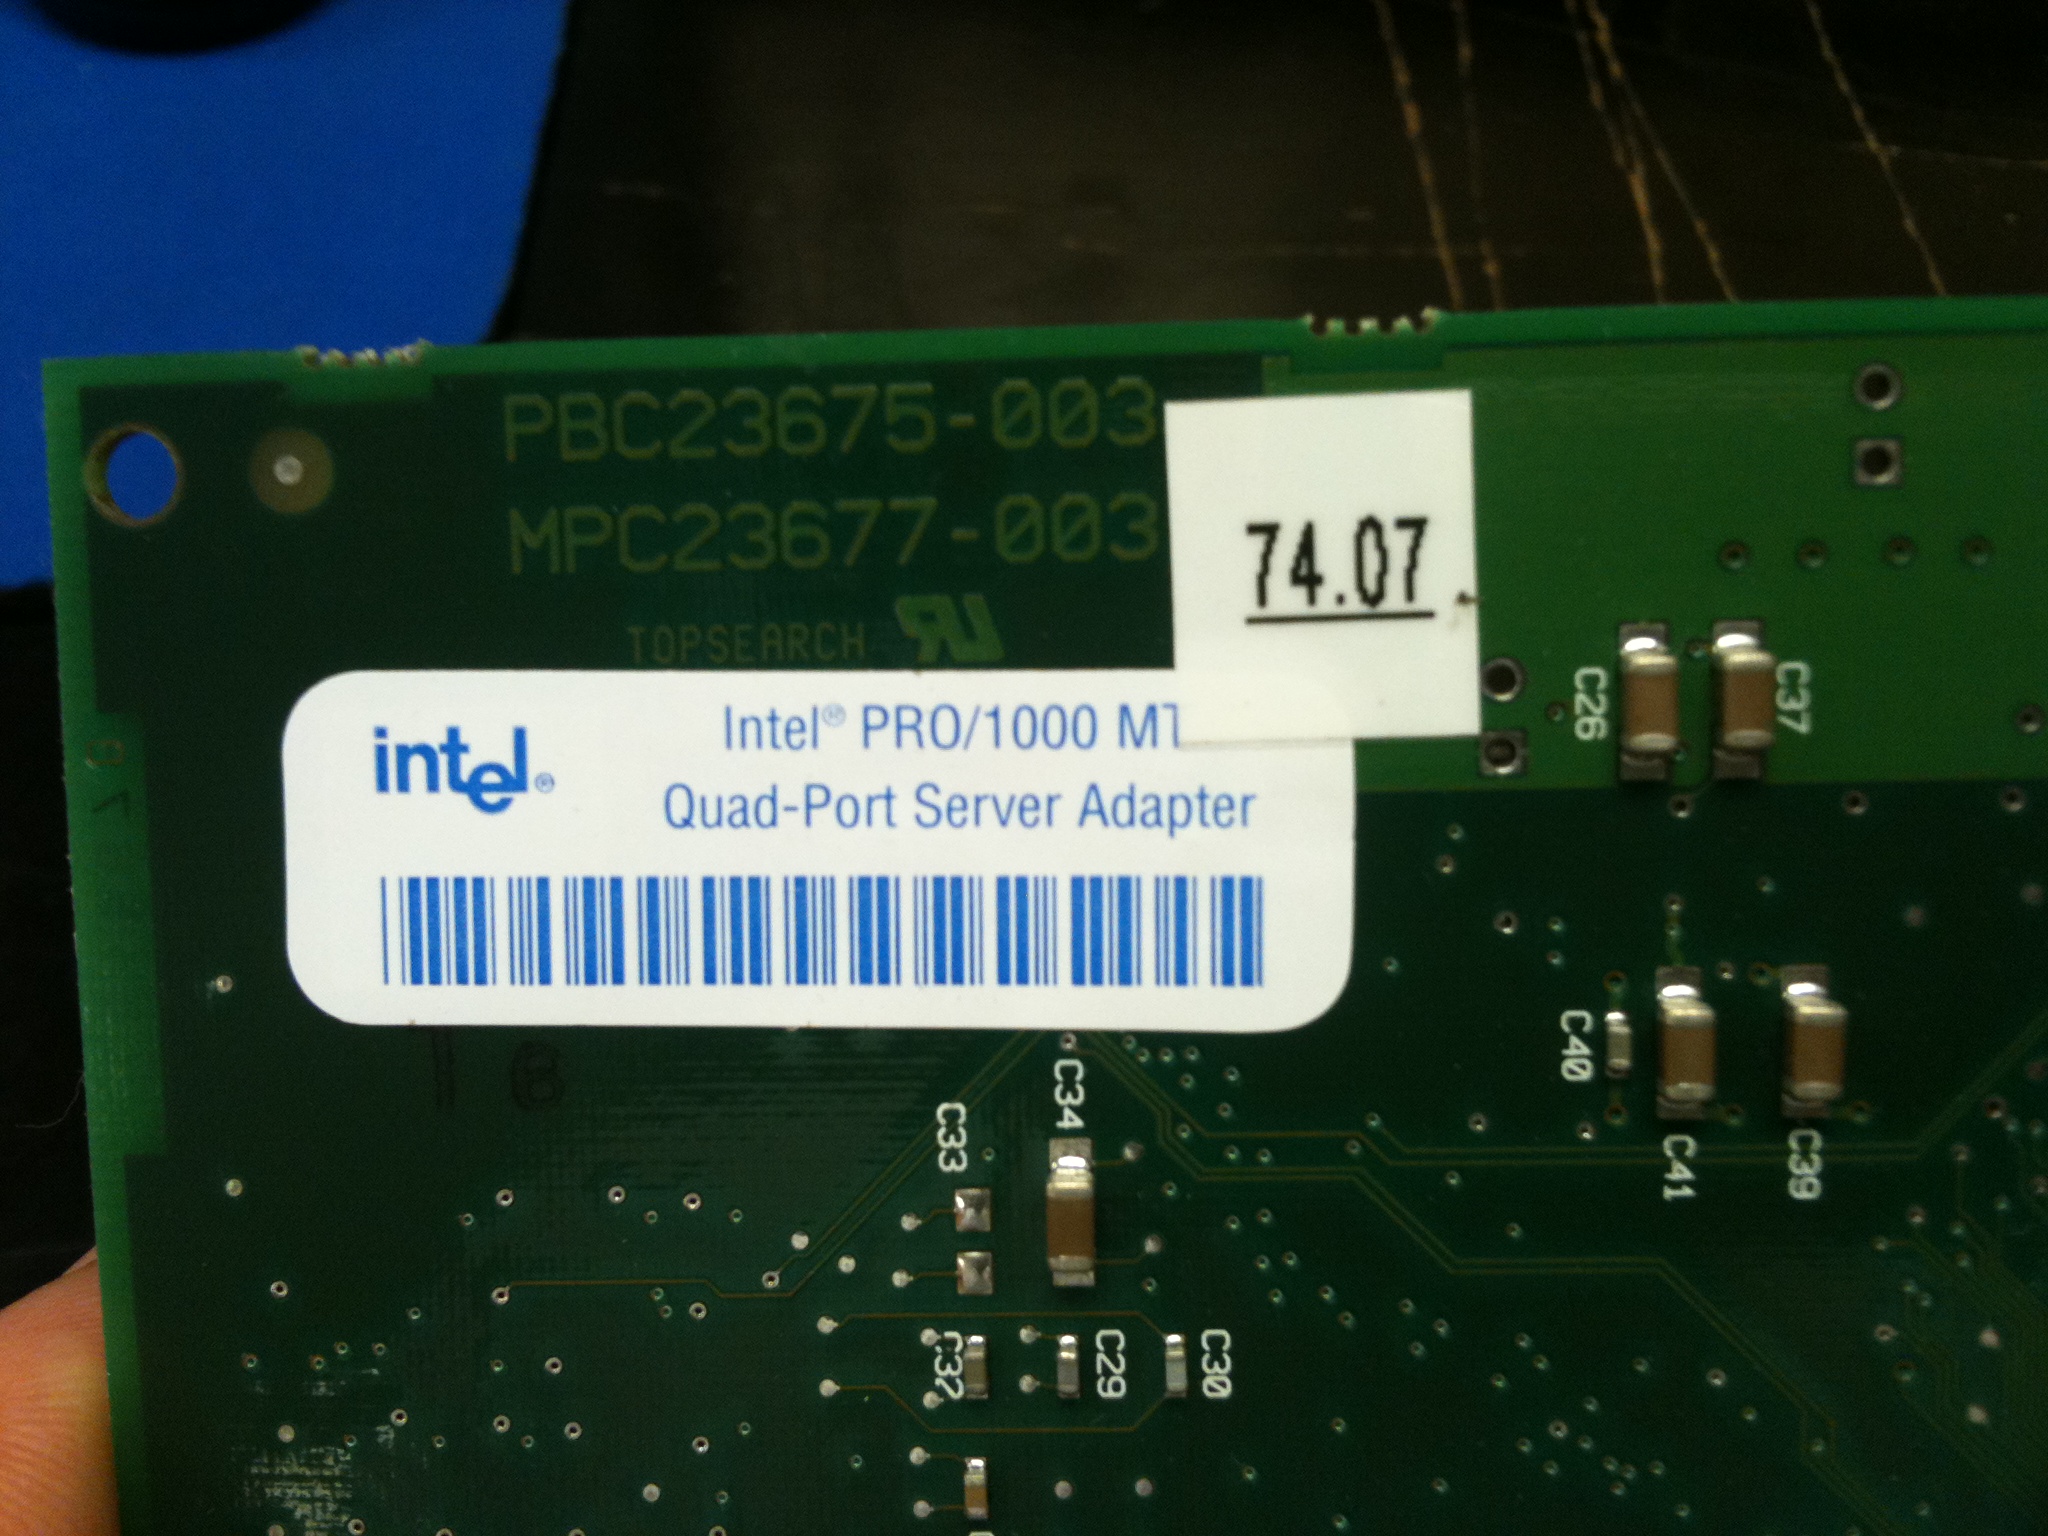 PBC23675-003
MPC23677-003
74.07
TOPSEARCH
intel®
Intel® PRO/1000 MT
Quad-Port Server Adapter
C26
C37
C40
C41
C39
C34
C33
C32
C29
C30